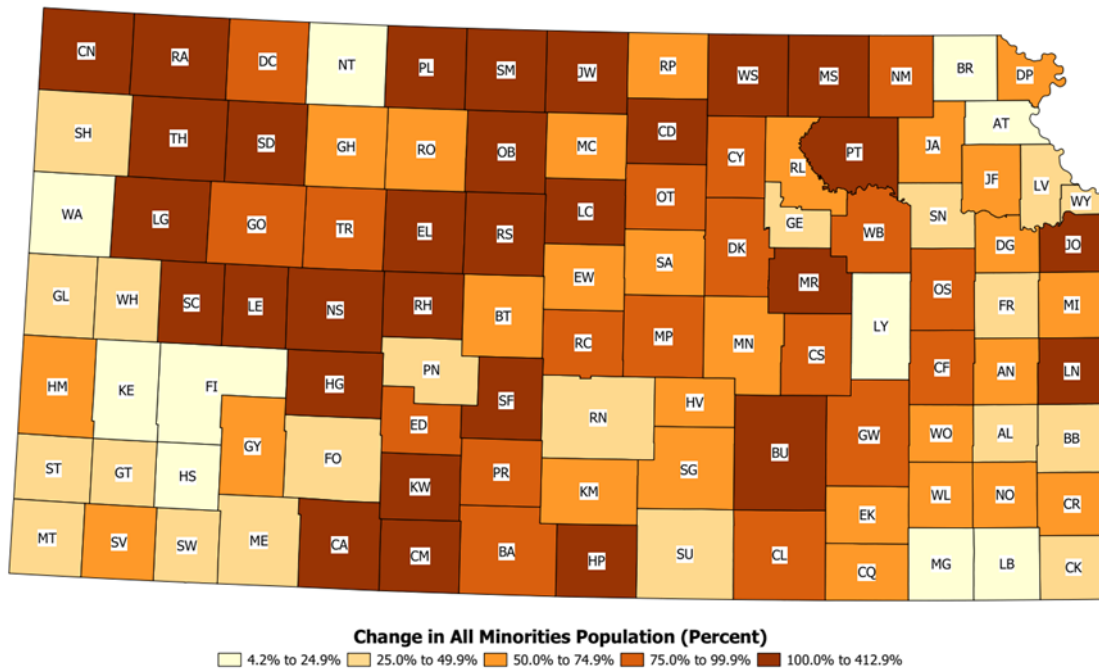 CN RA DC NT PL SM JW RP WS MS NM BR DP
SH TH SD GH RO OB MC CD CY RL PT JA AT
WA LG GO TR EL RS LC OT GE WB SN JF LV WY
GL WH SC LE NS RH BT EW SA DK MR OS DG JO
HM KE FI HG PN SF RC MP MN CS LY FR MI
ST GT HS GY FO ED RN HV CF AN LN
KW PR KM SG BU GW WO AL BB
MT SV SW ME CA CM BA HP SU CL EK WL NO CR
CQ MG LB CK
Change in All Minorities Population (Percent)
4.2% to 24.9% 25.0% to 49.9% 50.0% to 74.9% 75.0% to 99.9% 100.0% to 412.9%